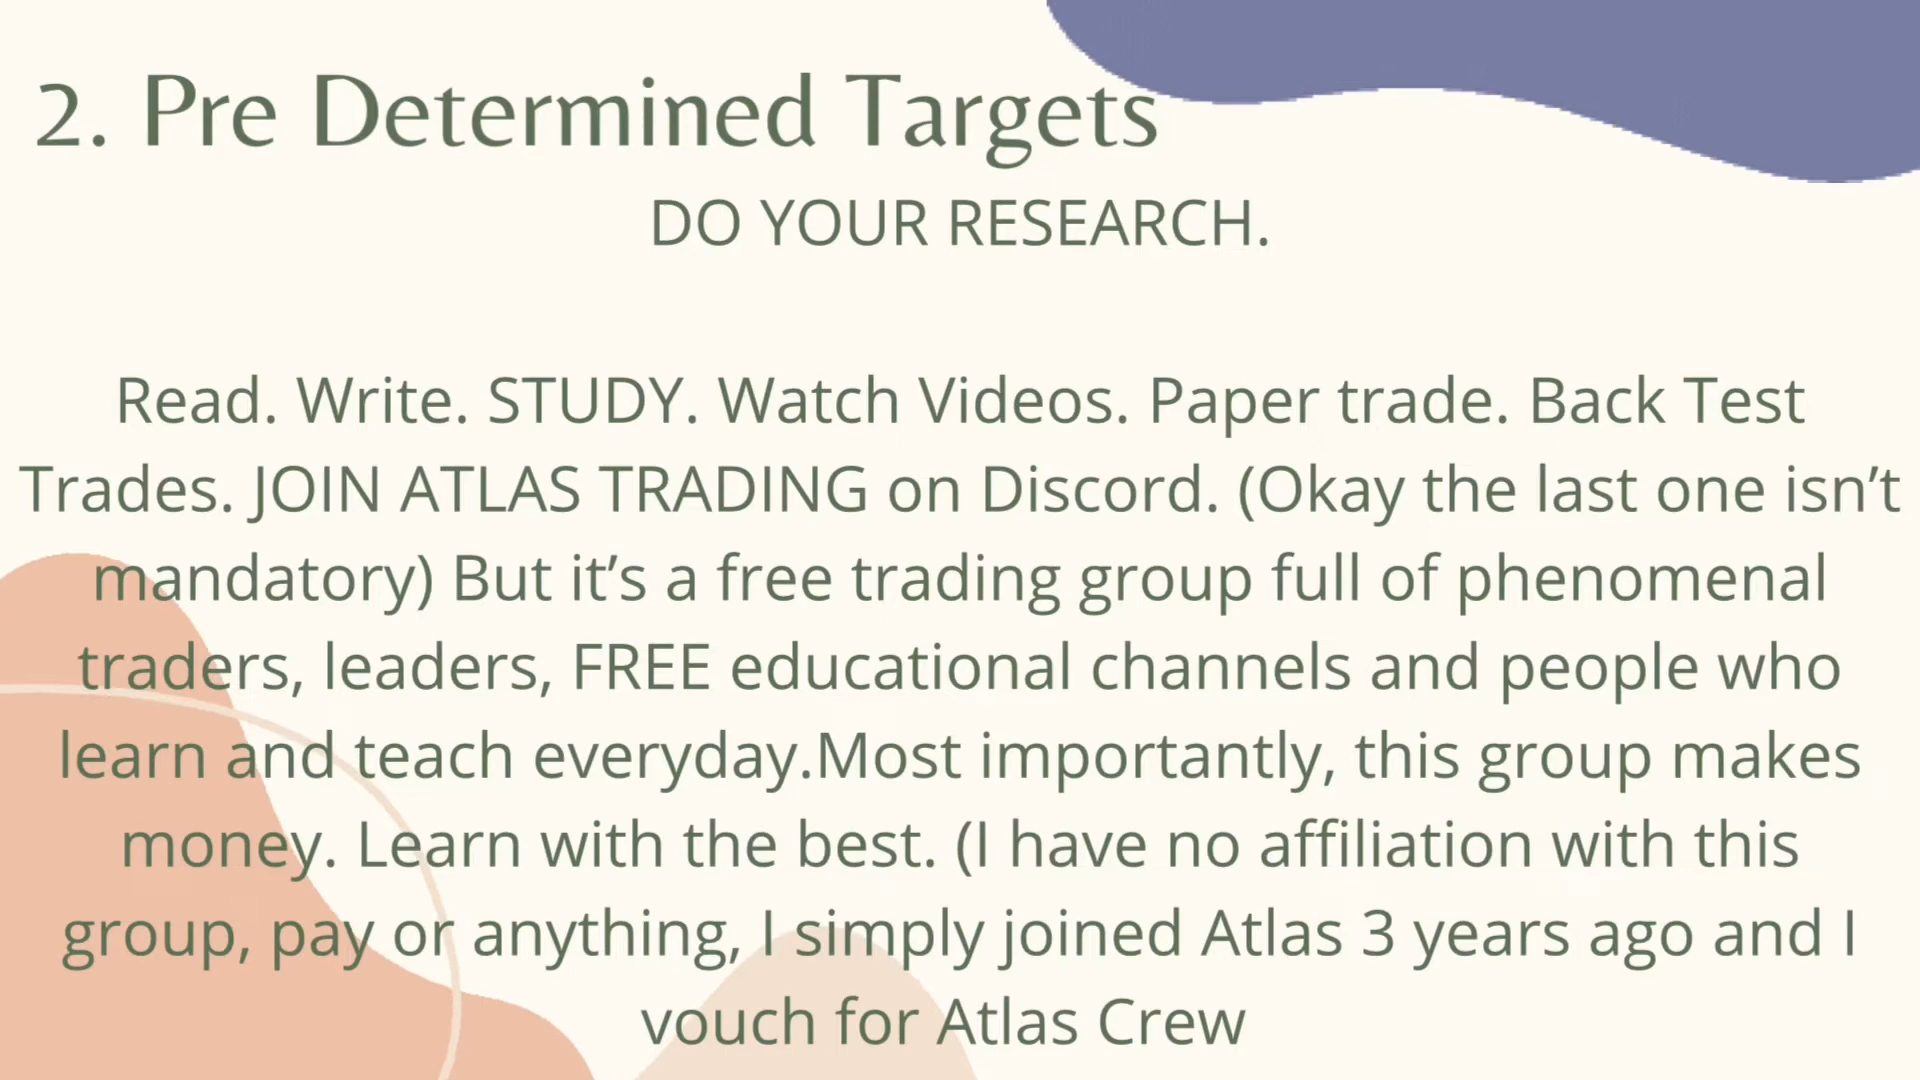 2. Pre Determined Targets
DO YOUR RESEARCH.
Read. Write. STUDY. Watch Videos. Paper trade. Back Test
Trades. JOIN ATLAS TRADING on Discord. (Okay the last one isn’t
mandatory) But it’s a free trading group full of phenomenal
traders, leaders, FREE educational channels and people who
learn and teach everyday.Most importantly, this group makes
money. Learn with the best. (I have no affiliation with this
group, pay or anything, I simply joined Atlas 3 years ago and I
vouch for Atlas Crew